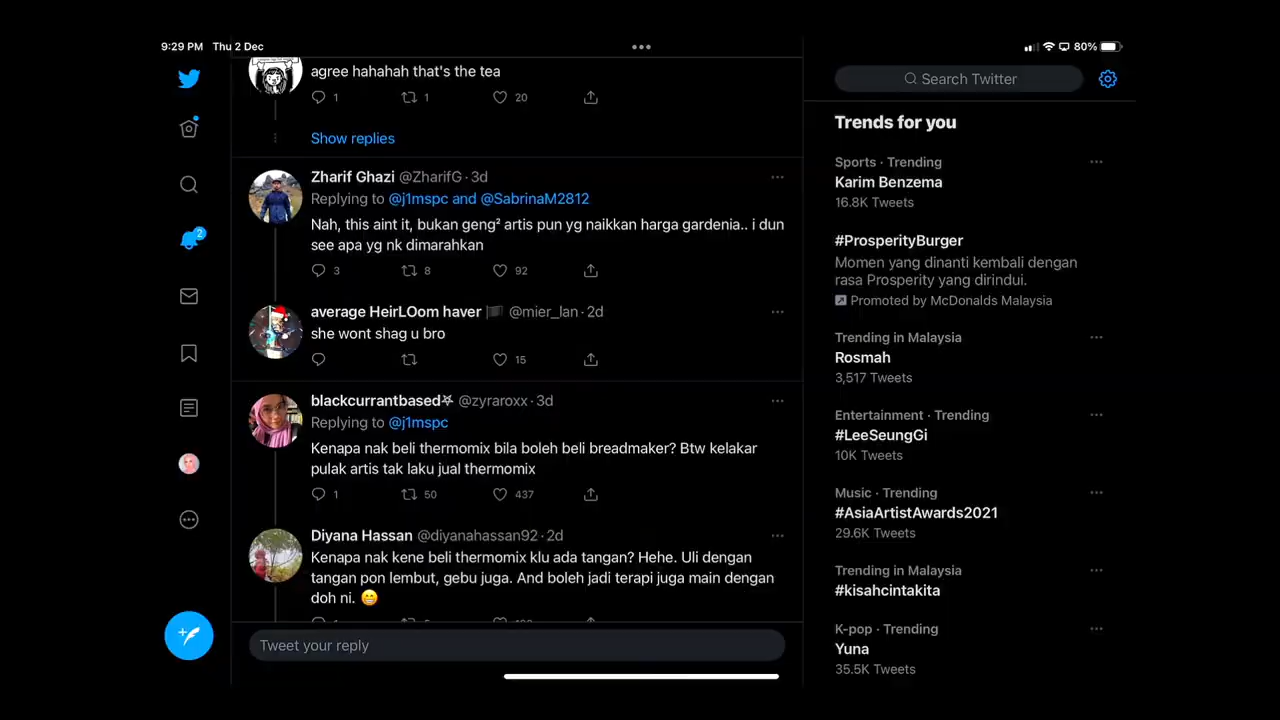 9:29 PM Thu 2 Dec
80%
agree hahahah that's the tea
1 1 20
Show replies
Zharif Ghazi @ZharifG · 3d
Replying to @j1mspc and @SabrinaM2812
Nah, this aint it, bukan geng² artis pun yg naikkan harga gardenia.. i dun
see apa yg nk dimarahkan
3 8 92
average HeirLOom haver 🏴 @mier_lan · 2d
she wont shag u bro
15
blackcurrantbased⛧ @zyraroxx · 3d
Replying to @j1mspc
Kenapa nak beli thermomix bila boleh beli breadmaker? Btw kelakar
pulak artis tak laku jual thermomix
1 50 437
Diyana Hassan @diyanahassan92 · 2d
Kenapa nak kene beli thermomix klu ada tangan? Hehe. Uli dengan
tangan pon lembut, gebu juga. And boleh jadi terapi juga main dengan
doh ni. 😁
Tweet your reply
2
Search Twitter
Trends for you
Sports · Trending
Karim Benzema
16.8K Tweets
#ProsperityBurger
Momen yang dinanti kembali dengan
rasa Prosperity yang dirindui.
Promoted by McDonalds Malaysia
Trending in Malaysia
Rosmah
3,517 Tweets
Entertainment · Trending
#LeeSeungGi
10K Tweets
Music · Trending
#AsiaArtistAwards2021
29.6K Tweets
Trending in Malaysia
#kisahcintakita
K-pop · Trending
Yuna
35.5K Tweets